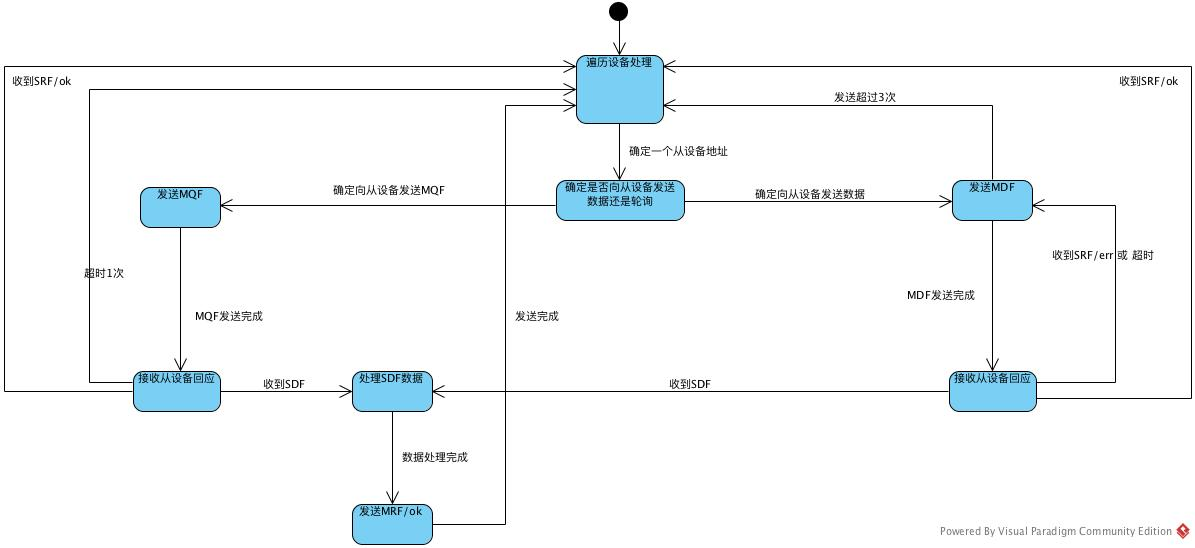 遍历设备处理
收到SRF/ok
收到SRF/ok
发送超过3次
确定一个从设备地址
发送MQF
确定向从设备发送MQF
确定是否向从设备发送
数据还是轮询
确定向从设备发送数据
发送MDF
收到SRF/err 或 超时
超时1次
MDF发送完成
MQF发送完成
发送完成
接收从设备回应
收到SDF
处理SDF数据
收到SDF
接收从设备回应
数据处理完成
发送MRF/ok
Powered By Visual Paradigm Community Edition